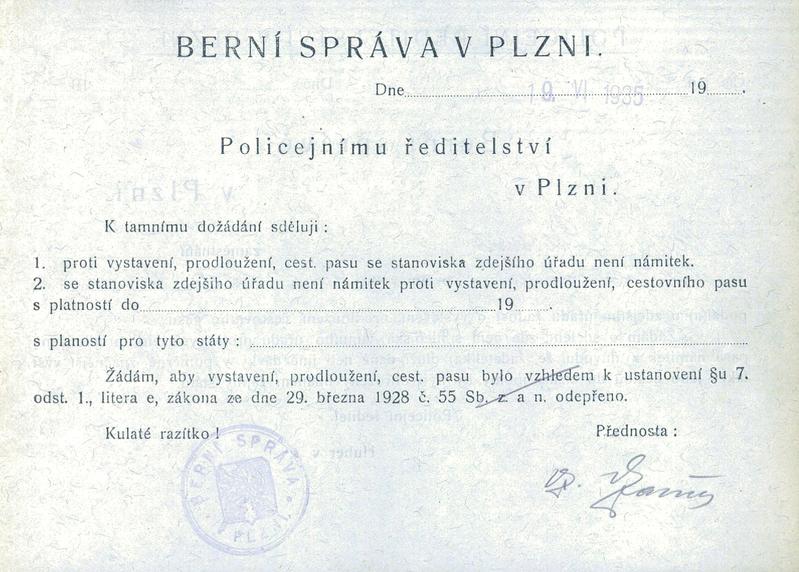 BERNÍ SPRÁVA V PLZNI.
Dne 19. VI 1935 19 .
Policejnímu ředitelství
v Plzni.
K tamnímu dožádání sděluji :
1. proti vystavení, prodloužení, cest. pasu se stanoviska zdejšího úřadu není námitek.
2. se stanoviska zdejšiho úřadu není námitek proti vystavení, prodloužení, cestovního pasu
s platností do 19 .
s plaností pro tyto státy :
Žádám, aby vystavení, prodloužení, cest. pasu bylo vzhledem k ustanovení §u 7.
odst. 1., litera e, zákona ze dne 29. března 1928 č. 55 Sb. z. a n. odepřeno.
Kulaté razítko !
Přednosta :
BERNÍ SPRÁVA
V PLZNI